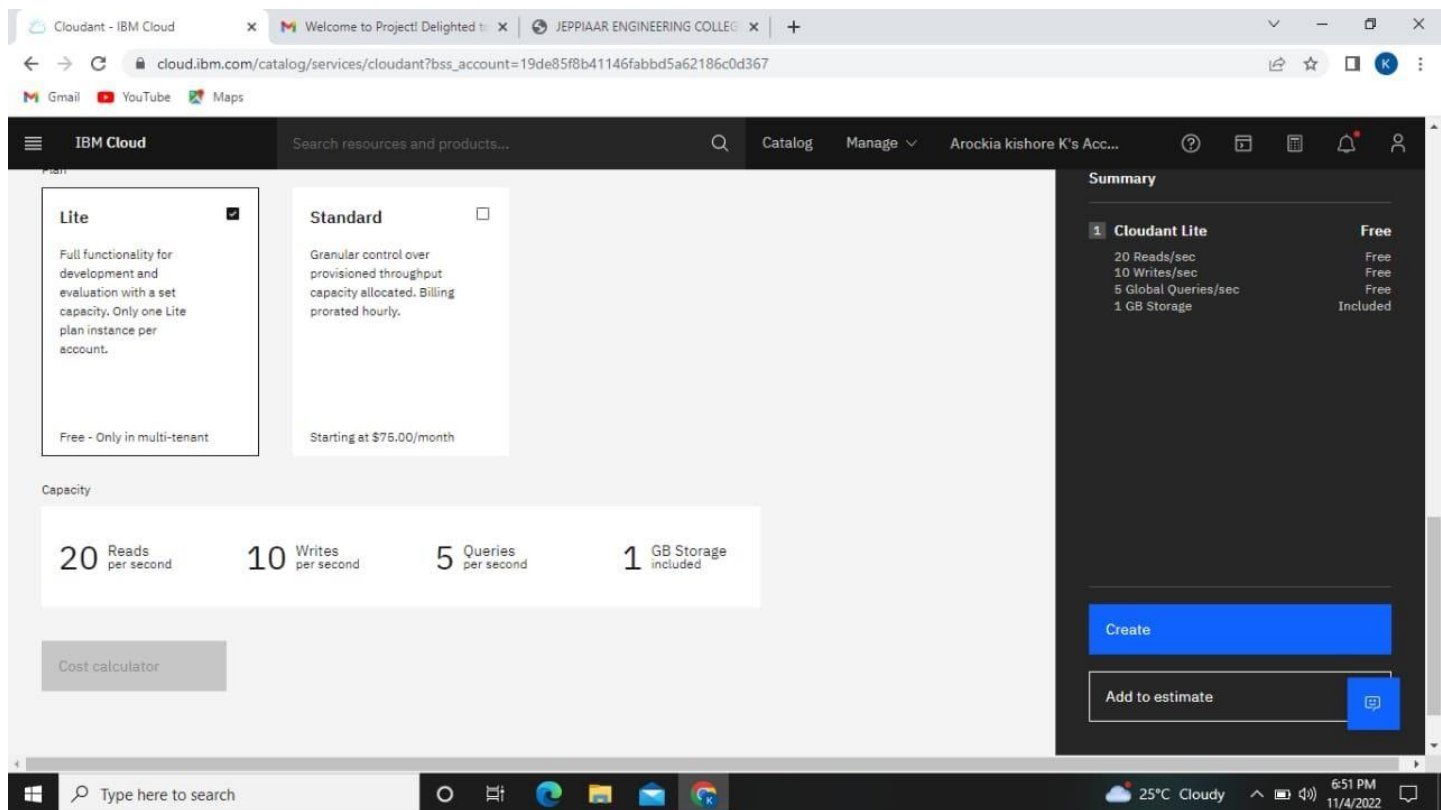 Cloudant - IBM Cloud
Welcome to Project! Delighted t
JEPPIAAR ENGINEERING COLLEG
cloud.ibm.com/catalog/services/cloudant?bss_account=19de85f8b41146fabbd5a62186c0d367
K
Gmail YouTube Maps
IBM Cloud
Search resources and products...
Catalog Manage Arockia kishore K's Acc...
Plan
Lite
Full functionality for
development and
evaluation with a set
capacity. Only one Lite
plan instance per
account.
Free - Only in multi-tenant
Standard
Granular control over
provisioned throughput
capacity allocated. Billing
prorated hourly.
Starting at $75.00/month
Capacity
20 Reads
per second
10 Writes
per second
5 Queries
per second
1 GB Storage
included
Cost calculator
Summary
1 Cloudant Lite Free
20 Reads/sec Free
10 Writes/sec Free
5 Global Queries/sec Free
1 GB Storage Included
Create
Add to estimate
Type here to search
K
25°C Cloudy
6:51 PM
11/4/2022